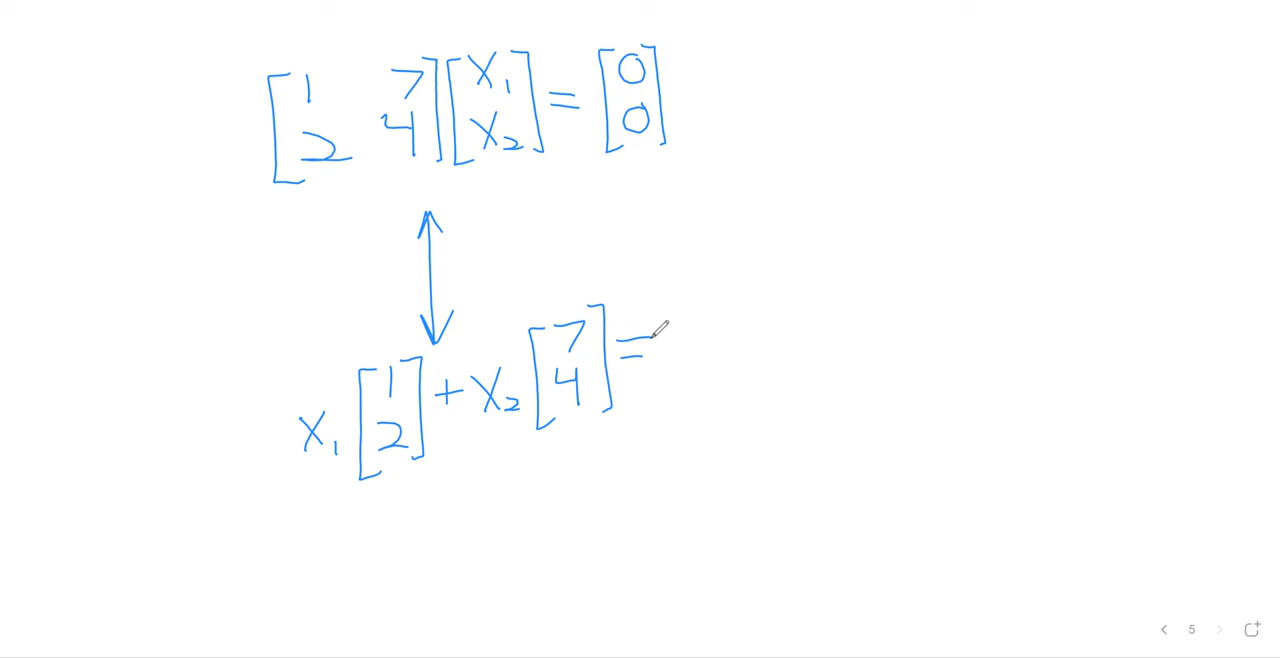 [1 7] [x₁] = [0]
[2 4] [x₂] [0]
x₁ [1] + x₂ [7] =
[2] [4]
5